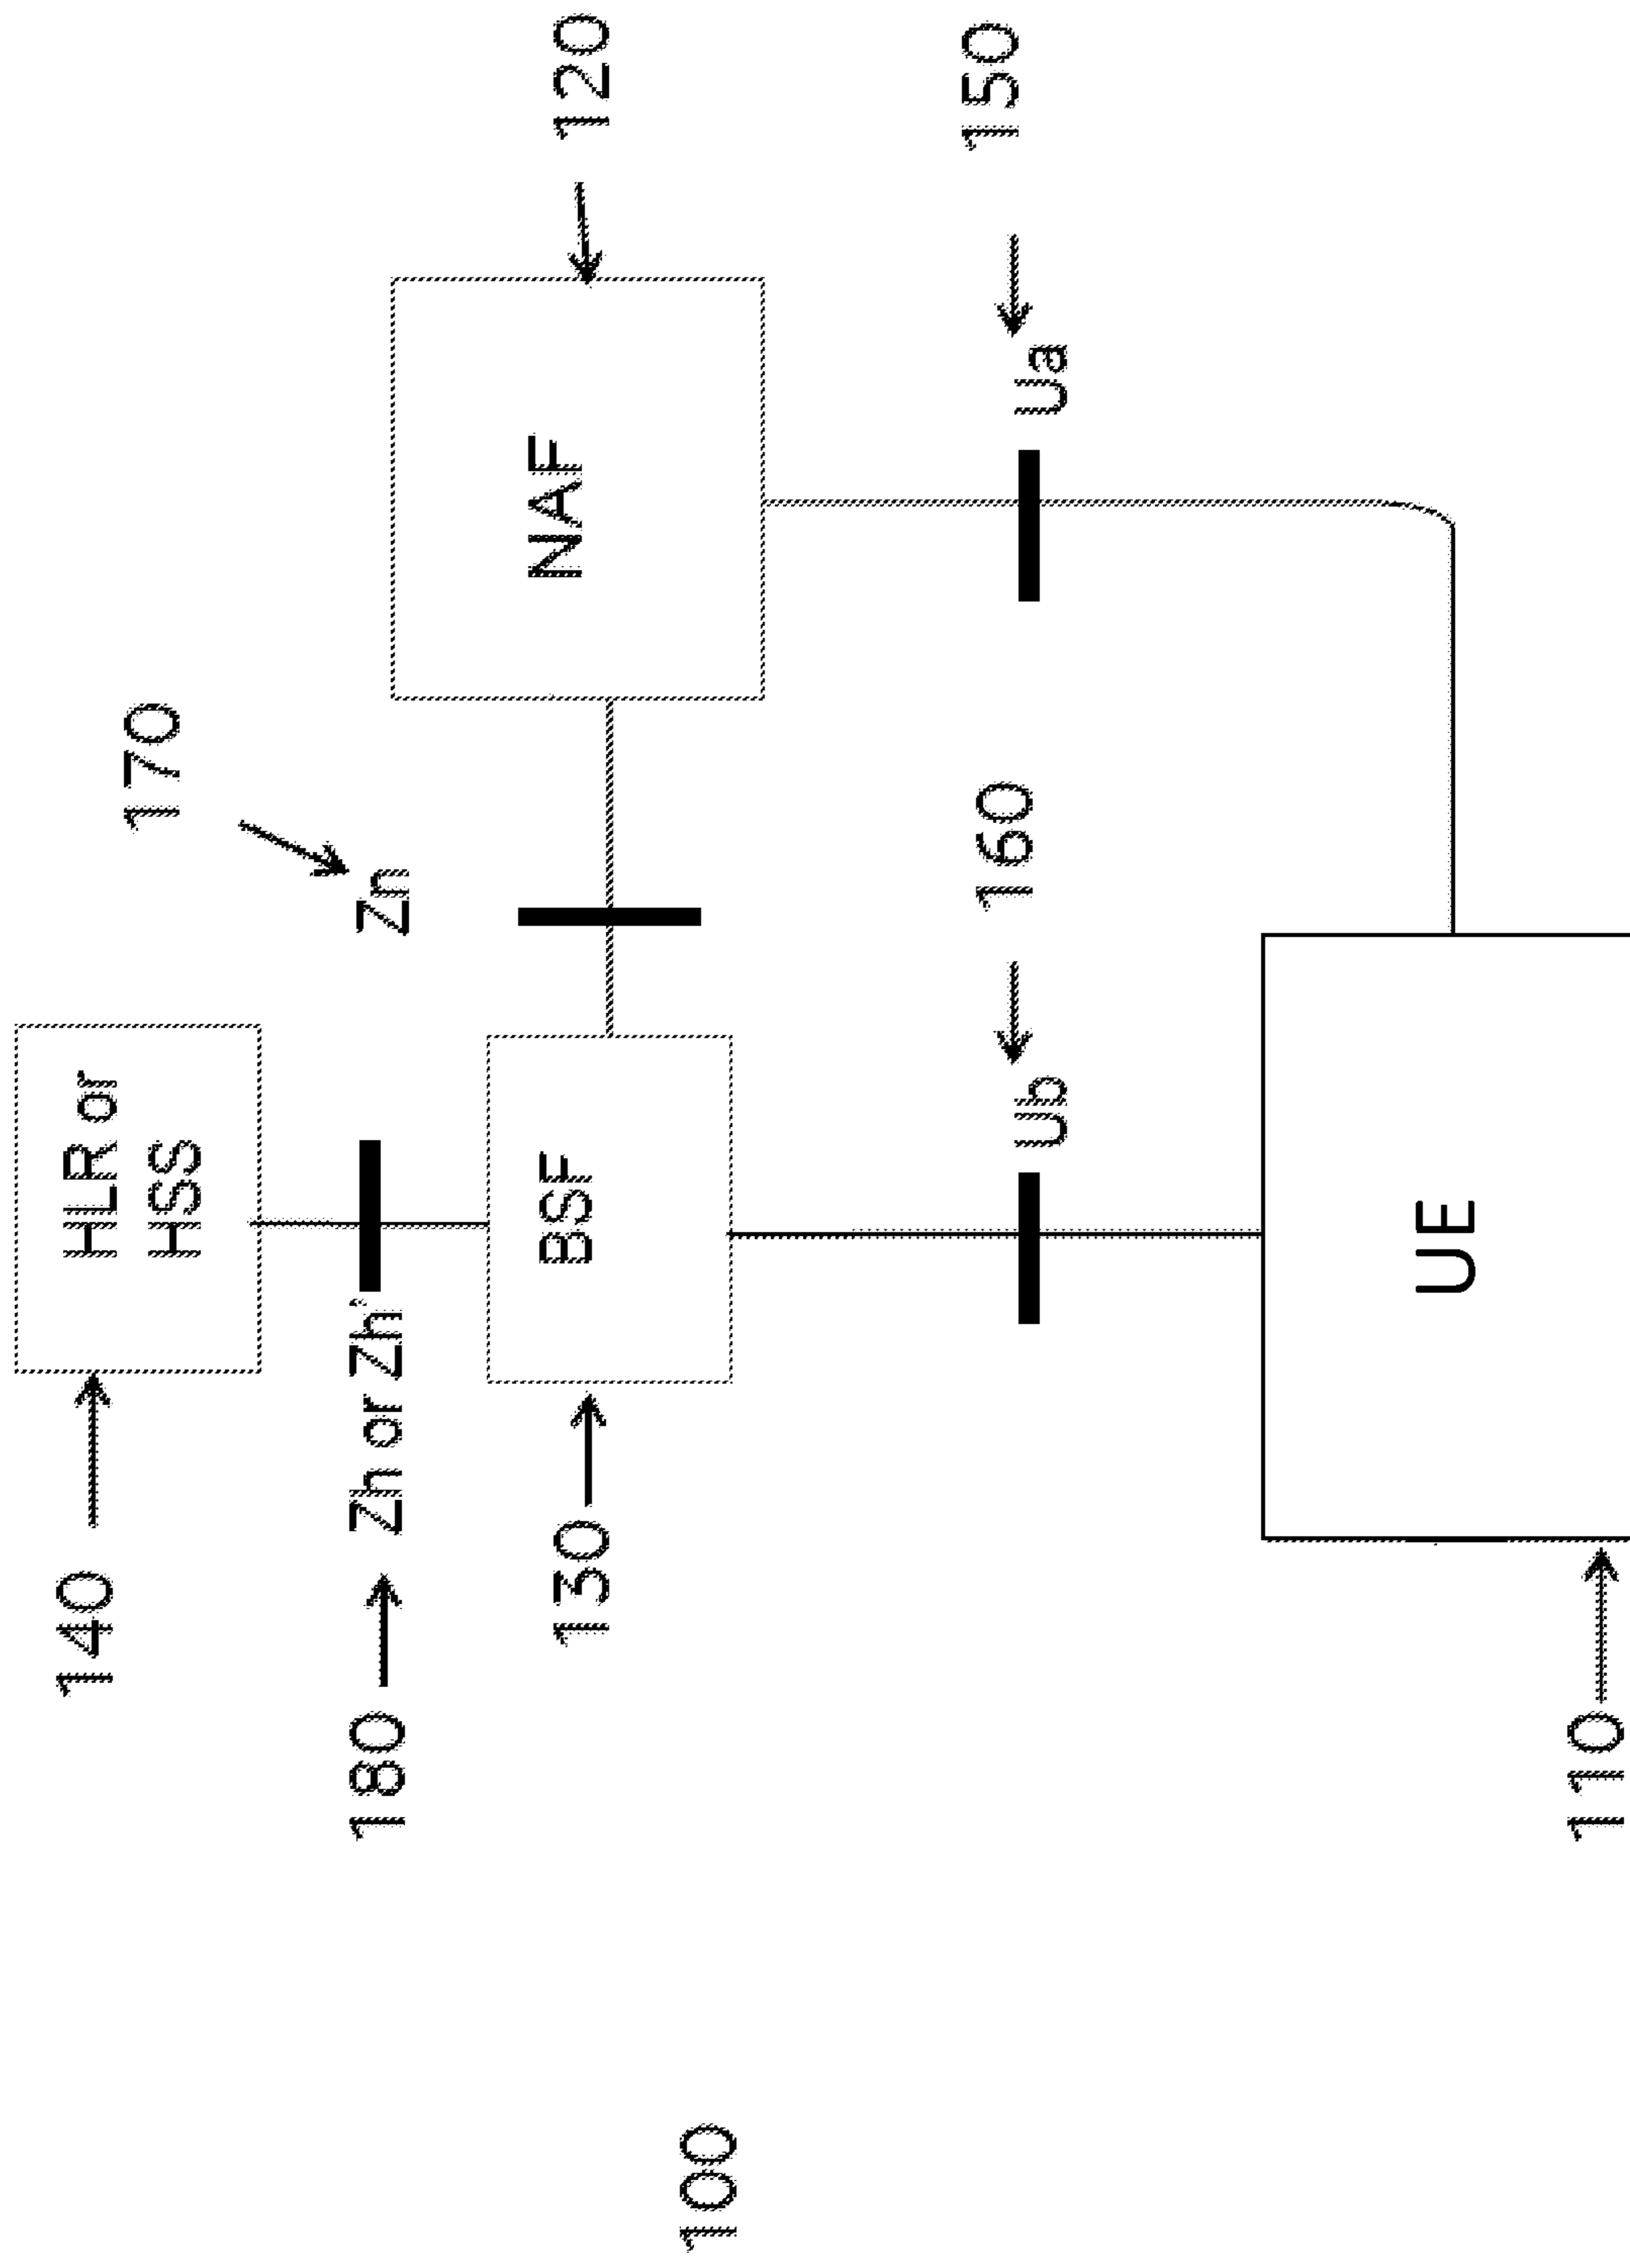 140
HLR or
HSS
170
180
Zh or Zh'
Zn
130
BSF
NAF
120
100
160
150
Ub
Ua
UE
110